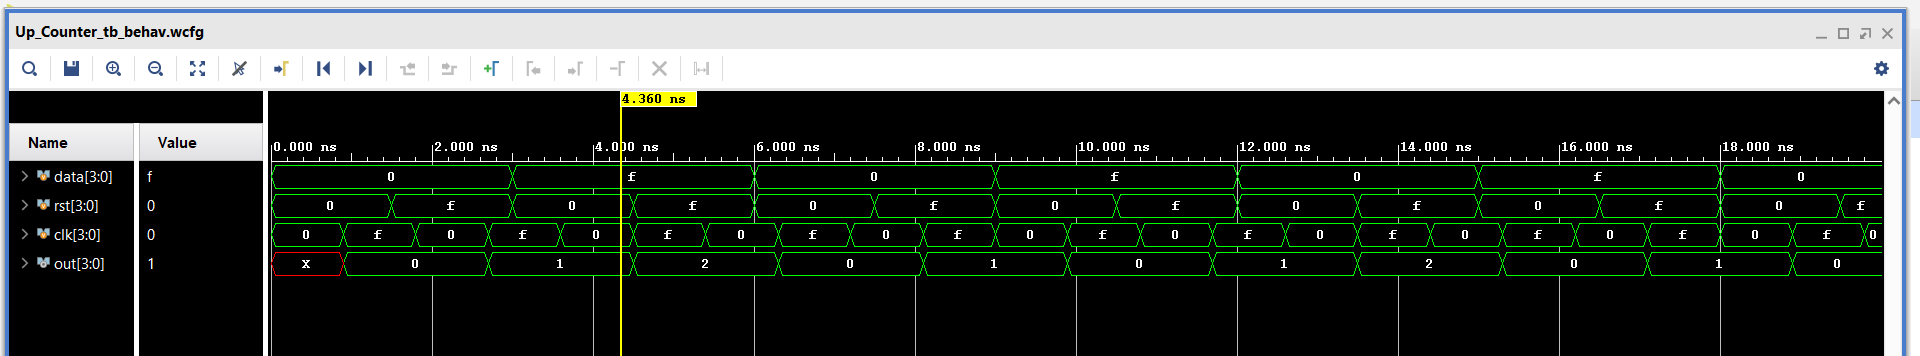 Up_Counter_tb_behav.wcfg
4.360 ns
Name Value
0.000 ns 2.000 ns 4.000 ns 6.000 ns 8.000 ns 10.000 ns 12.000 ns 14.000 ns 16.000 ns 18.000 ns
data[3:0] f 0 f 0 f 0 f 0
rst[3:0] 0 0 f 0 f 0 f 0 f 0 f 0 f 0 f
clk[3:0] 0 0 f 0 f 0 f 0 f 0 f 0 f 0 f 0 f 0 f 0 f 0 f 0
out[3:0] 1 X 0 1 2 0 1 0 1 2 0 1 0